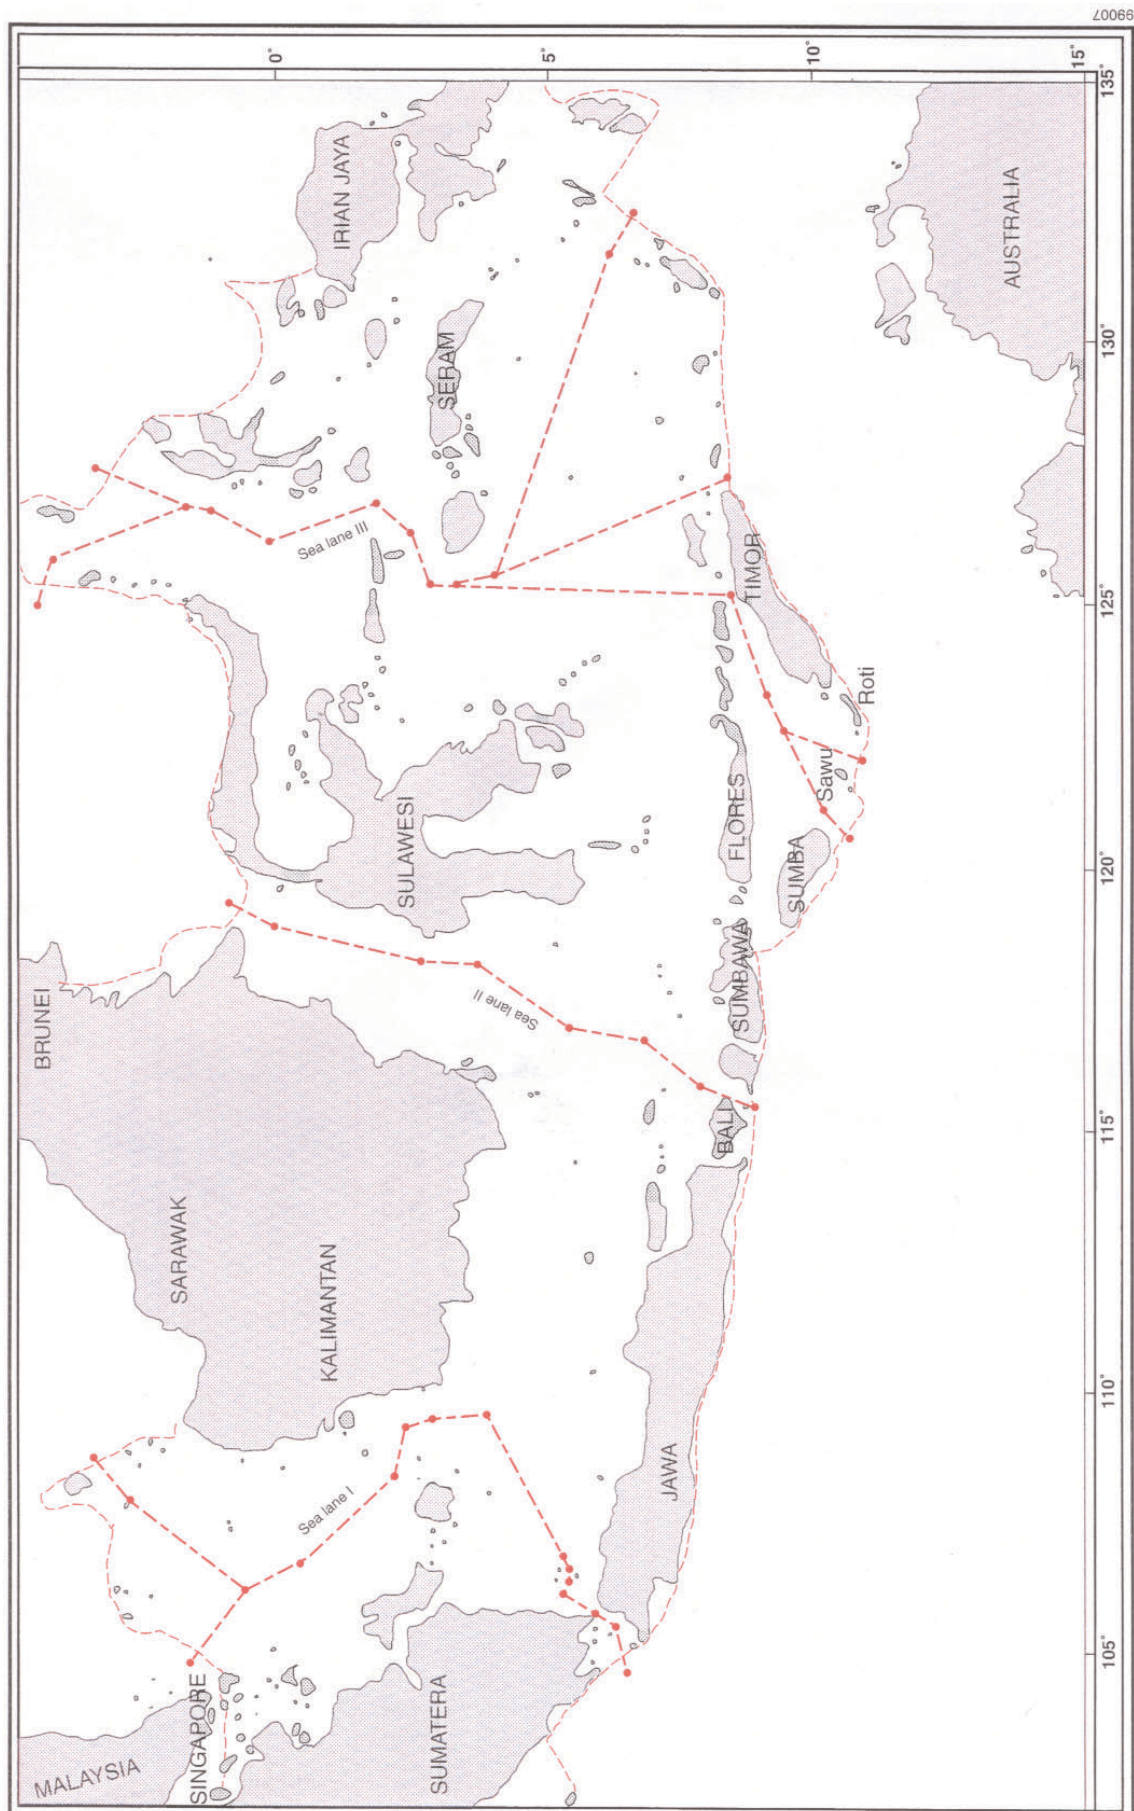 99007
BRUNEI
MALAYSIA
SARAWAK
SINGAPORE
KALIMANTAN
SUMATERA
IRIAN JAYA
SERAM
SULAWESI
Sea lane I
Sea lane II
Sea lane III
JAWA
BALI
SUMBAWA
FLORES
SUMBA
Sawu
TIMOR
Roti
AUSTRALIA
0°
5°
10°
15°
105°
110°
115°
120°
125°
130°
135°